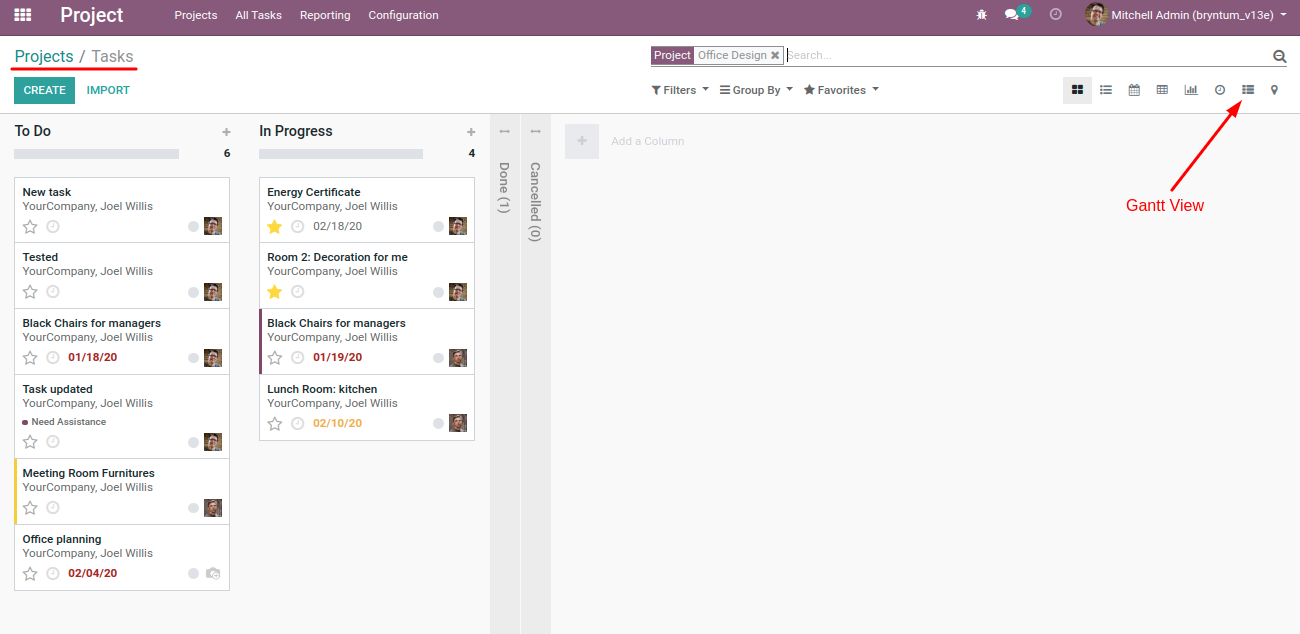 Project Projects All Tasks Reporting Configuration 4 Mitchell Admin (bryntum_v13e)
Projects / Tasks
Project Office Design Search...
CREATE IMPORT
Filters Group By Favorites
Gantt View
To Do
6
New task
YourCompany, Joel Willis
Tested
YourCompany, Joel Willis
Black Chairs for managers
YourCompany, Joel Willis
01/18/20
Task updated
YourCompany, Joel Willis
Need Assistance
Meeting Room Furnitures
YourCompany, Joel Willis
Office planning
YourCompany, Joel Willis
02/04/20
In Progress
4
Energy Certificate
YourCompany, Joel Willis
02/18/20
Room 2: Decoration for me
YourCompany, Joel Willis
Black Chairs for managers
YourCompany, Joel Willis
01/19/20
Lunch Room: kitchen
YourCompany, Joel Willis
02/10/20
Done (1)
Cancelled (0)
Add a Column